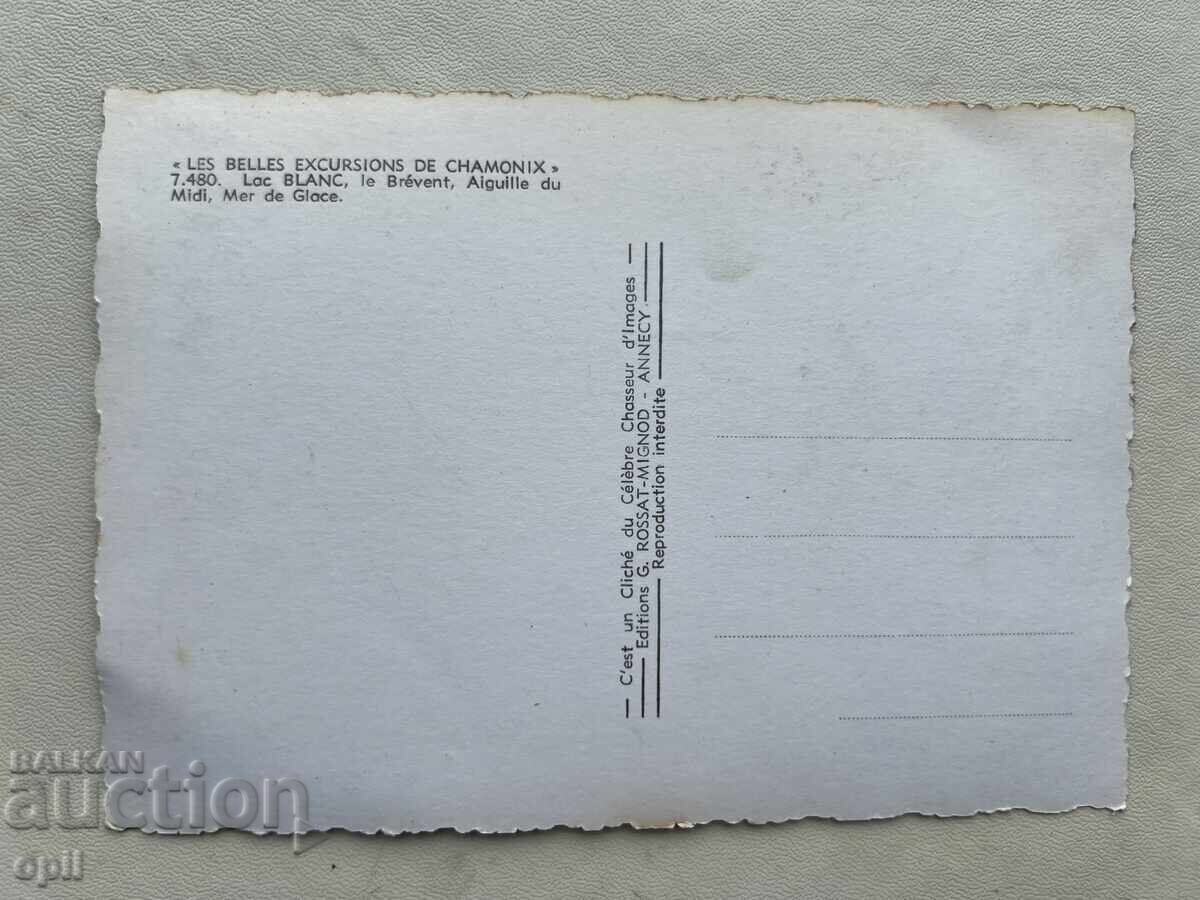 « LES BELLES EXCURSIONS DE CHAMONIX »
7.480. Lac BLANC, le Brévent, Aiguille du
Midi, Mer de Glace.
— C'est un Cliché du Célèbre Chasseur d'Images —
Editions G. ROSSAT-MIGNOD - ANNECY.
Reproduction interdite
BALKAN
auction
opil